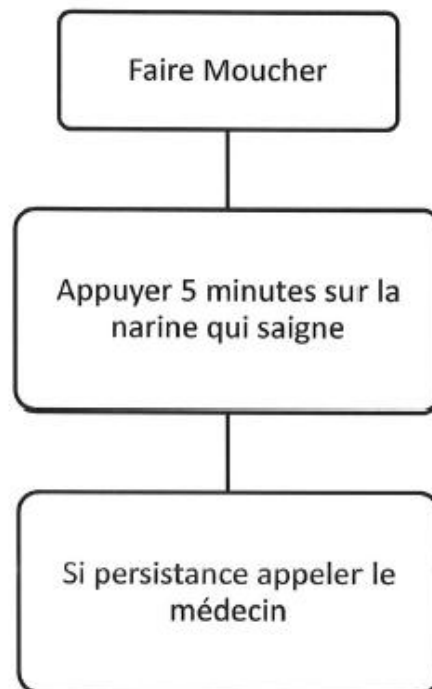 Faire Moucher
Appuyer 5 minutes sur la
narine qui saigne
Si persistance appeler le
médecin